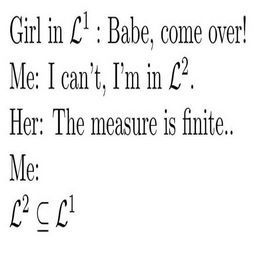 Girl in ℒ¹ : Babe, come over!
Me: I can't, I'm in ℒ².
Her: The measure is finite..
Me:
ℒ² ⊆ ℒ¹